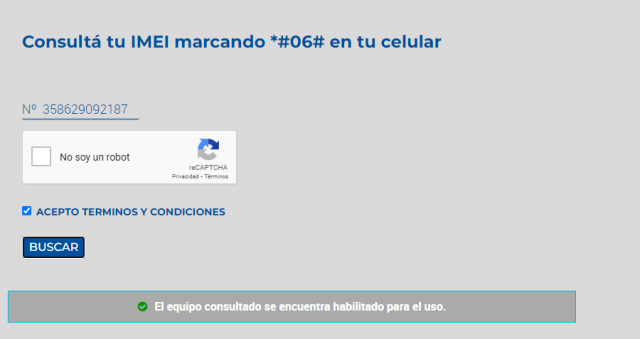 Consultá tu IMEI marcando *#06# en tu celular
Nº 358629092187
No soy un robot
reCAPTCHA
Privacidad - Términos
ACEPTO TERMINOS Y CONDICIONES
BUSCAR
El equipo consultado se encuentra habilitado para el uso.